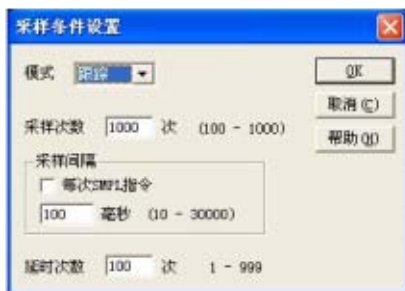 采样条件设置
模式 跟踪
OK
取消(C)
采样次数 1000 次 (100 - 1000)
帮助(H)
采样间隔
每次SMPL指令
100 毫秒 (10 - 30000)
延时次数 100 次 1 - 999